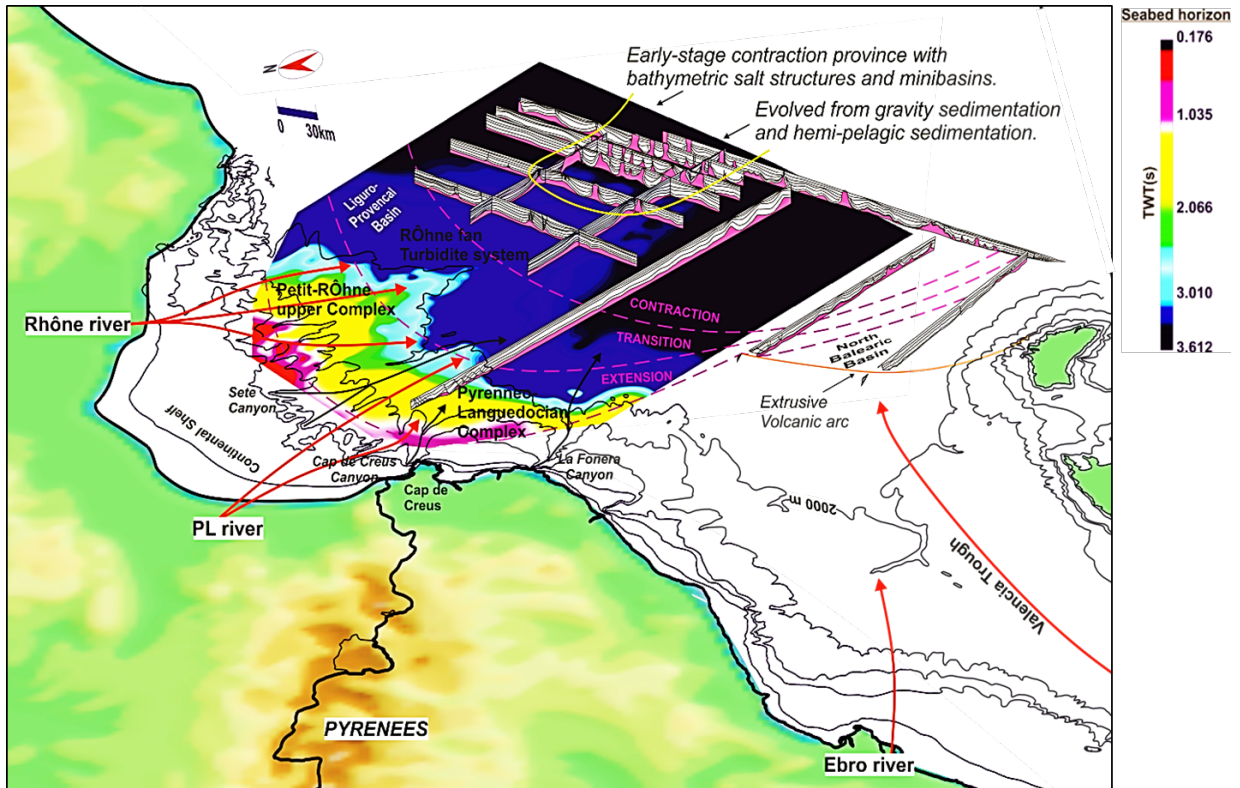 Seabed horizon
0.176
1.035
2.066
3.010
3.612
TWT(s)
Early-stage contraction province with
bathymetric salt structures and minibasins.
Evolved from gravity sedimentation
and hemi-pelagic sedimentation.
N
0 30km
Liguro-
Provencal
Basin
RÔhne fan
Turbidite system
Petit-RÔhne
upper Complex
Rhône river
CONTRACTION
TRANSITION
EXTENSION
North
Balearic
Basin
Extrusive
Volcanic arc
Sete
Canyon
Pyrenneo-
Languedocian
Complex
Continental Shelf
Cap de Creus
Canyon
La Fonera
Canyon
Cap de
Creus
PL river
2000 m
Valencia Trough
PYRENEES
Ebro river